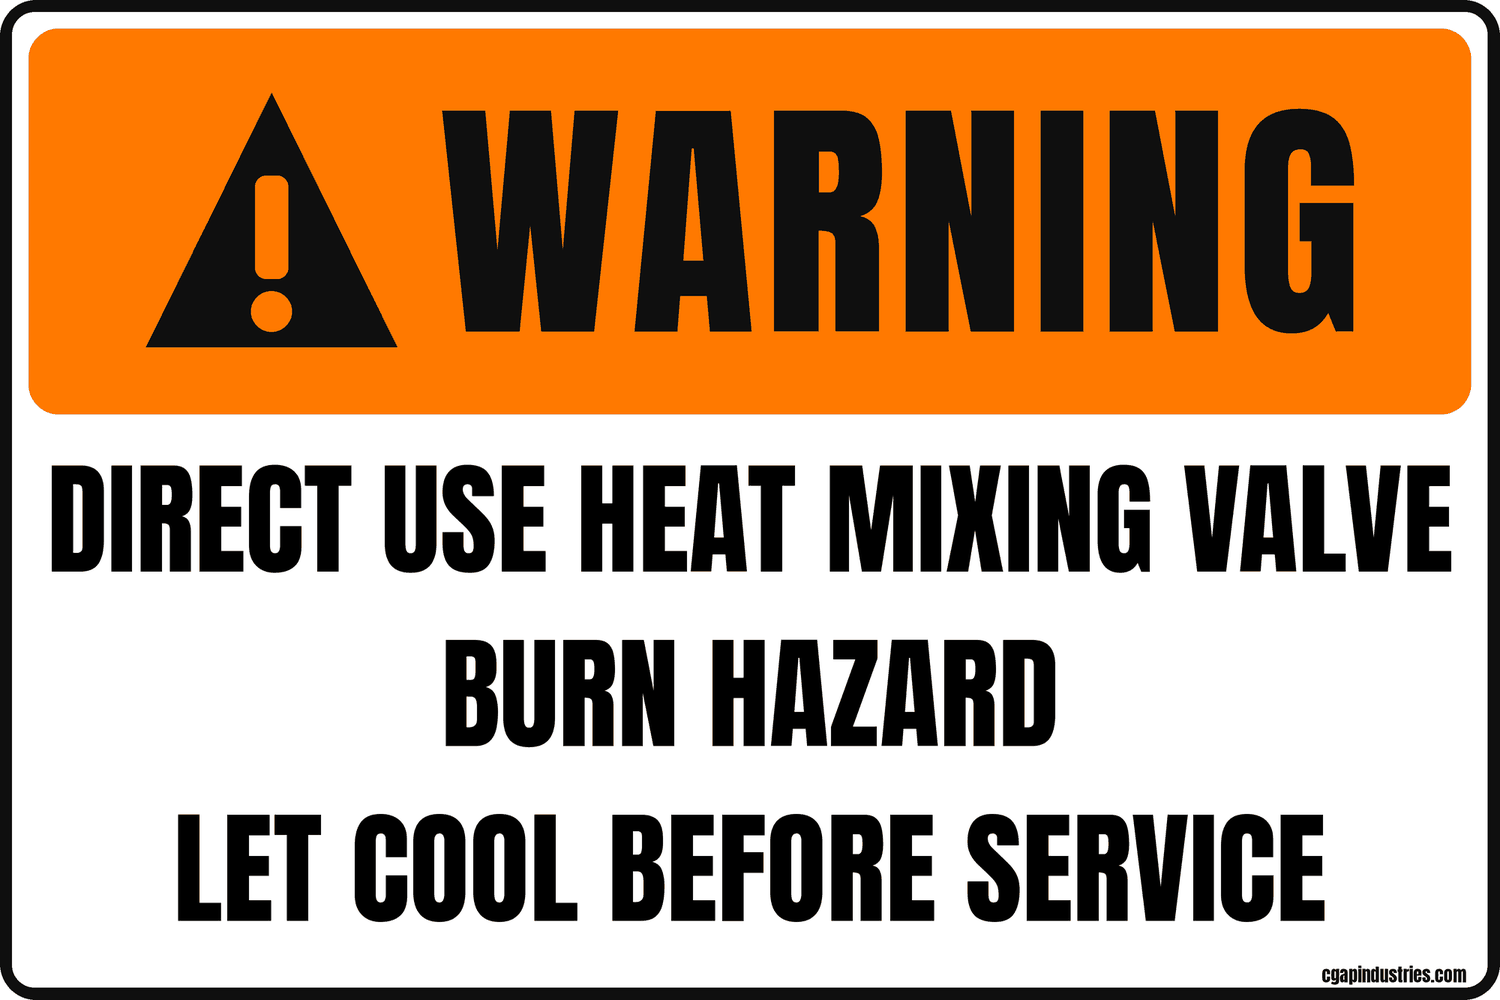 WARNING
DIRECT USE HEAT MIXING VALVE
BURN HAZARD
LET COOL BEFORE SERVICE
cgapindustries.com